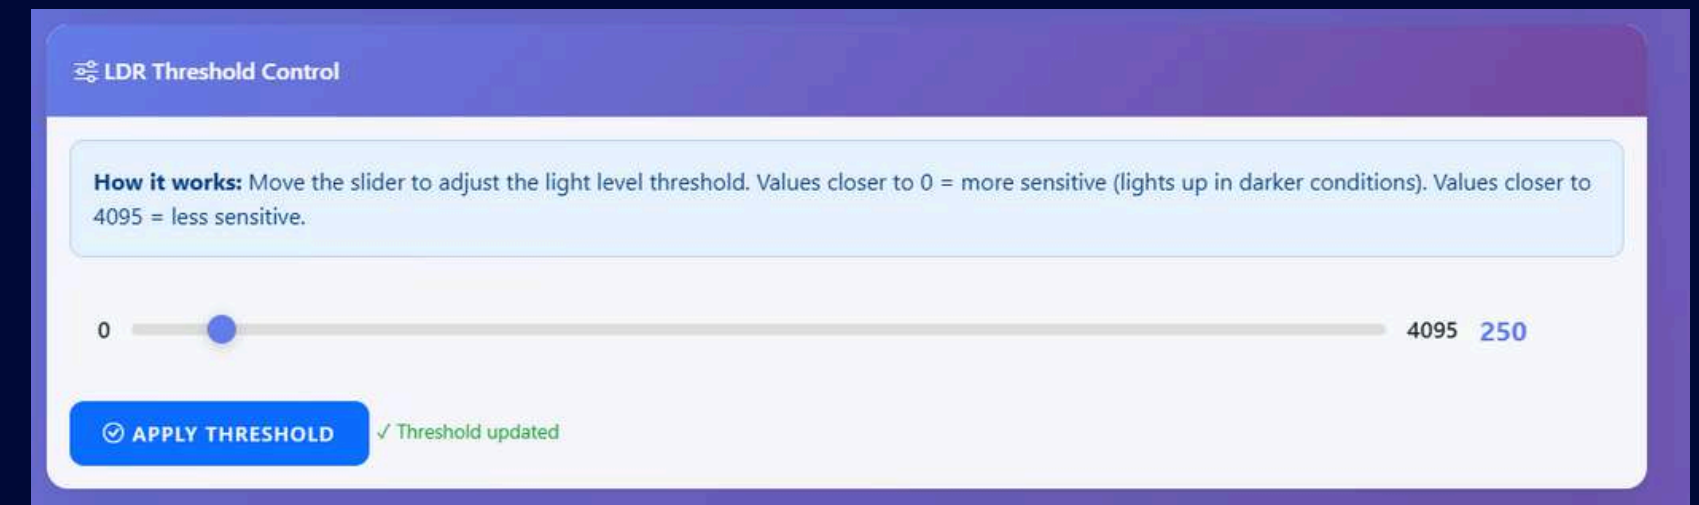 LDR Threshold Control
How it works: Move the slider to adjust the light level threshold. Values closer to 0 = more sensitive (lights up in darker conditions). Values closer to
4095 = less sensitive.
0 4095 250
APPLY THRESHOLD ✓ Threshold updated